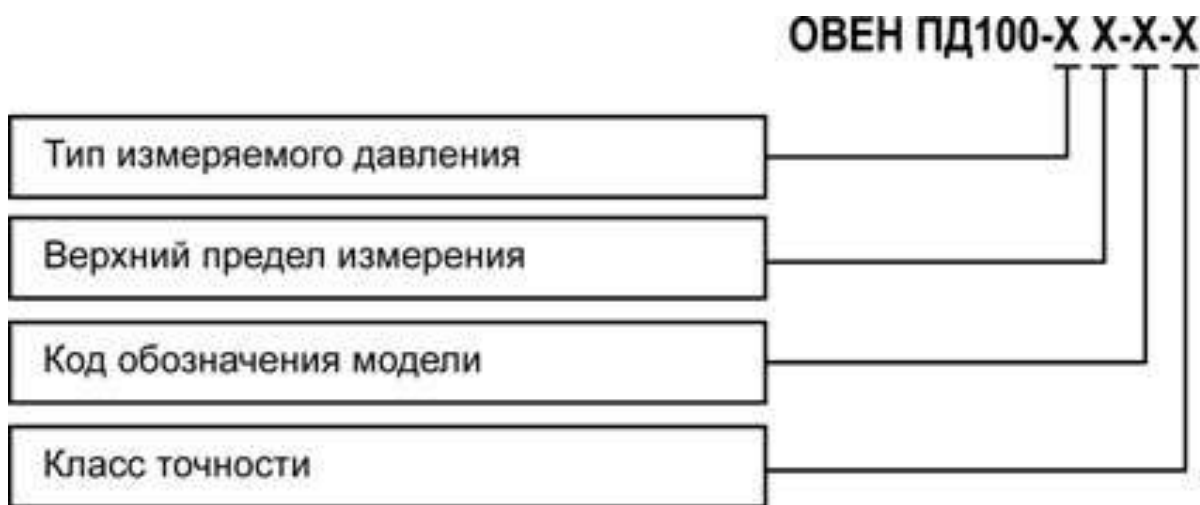 ОВЕН ПД100-Х Х-Х-Х
Тип измеряемого давления
Верхний предел измерения
Код обозначения модели
Класс точности